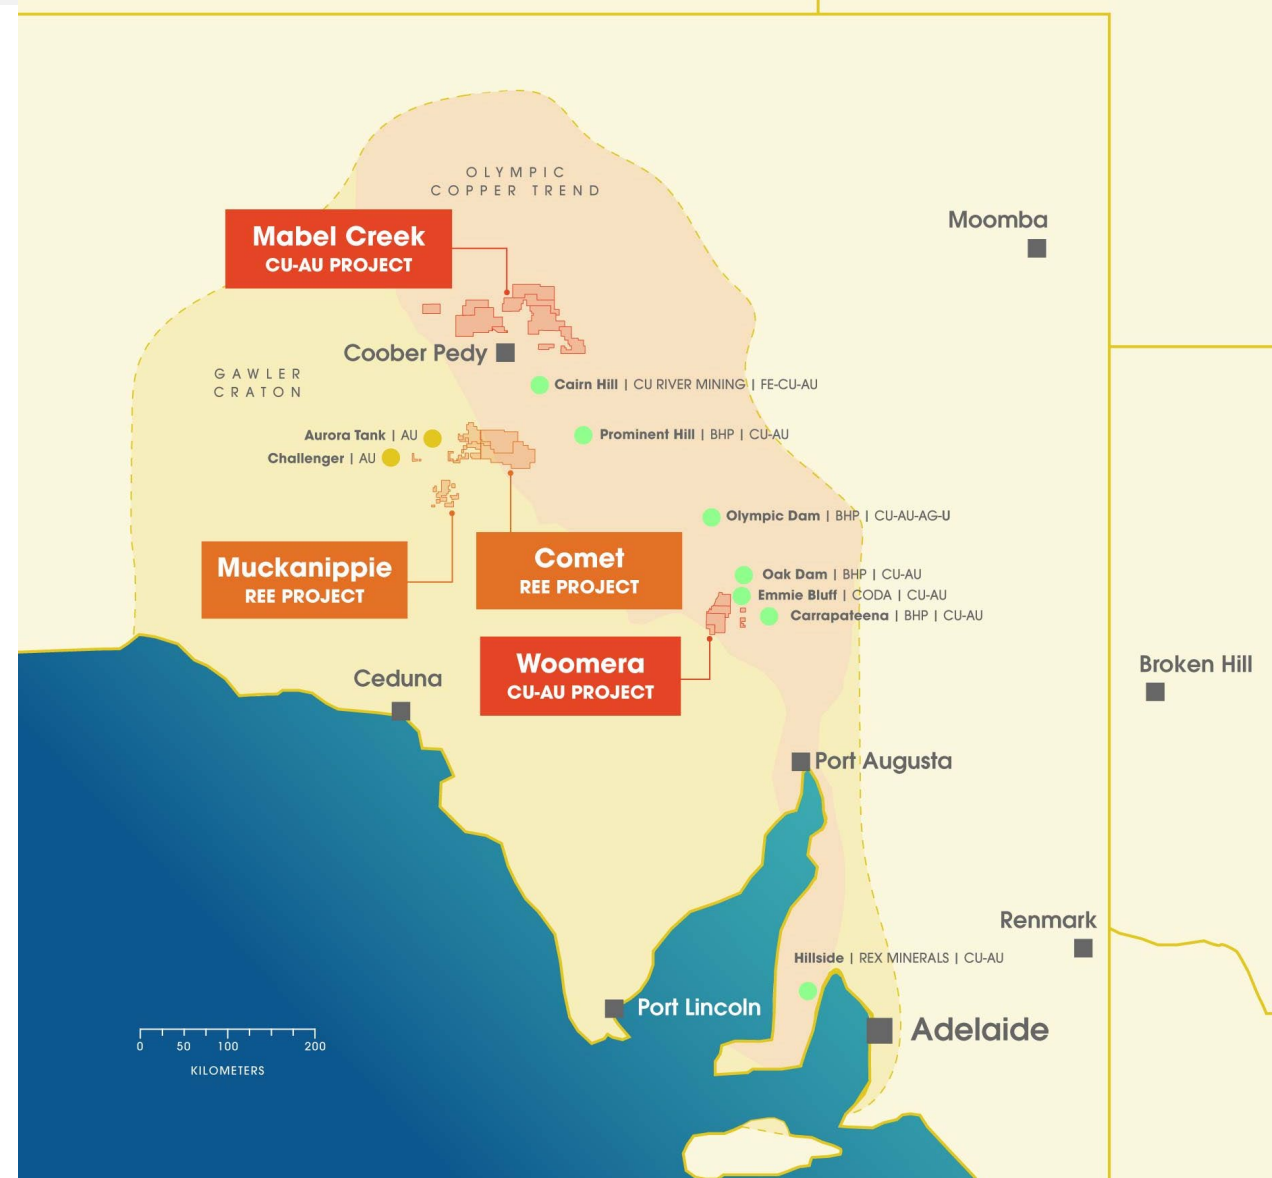 OLYMPIC
COPPER TREND
Moomba
Mabel Creek
CU-AU PROJECT
Coober Pedy
GAWLER
CRATON
Cairn Hill | CU RIVER MINING | FE-CU-AU
Aurora Tank | AU
Prominent Hill | BHP | CU-AU
Challenger | AU
Olympic Dam | BHP | CU-AU-AG-U
Comet
REE PROJECT
Muckanippie
REE PROJECT
Oak Dam | BHP | CU-AU
Emmie Bluff | CODA | CU-AU
Carrapateena | BHP | CU-AU
Woomera
CU-AU PROJECT
Broken Hill
Ceduna
Port Augusta
Renmark
Hillside | REX MINERALS | CU-AU
Port Lincoln
Adelaide
0 50 100 200
KILOMETERS